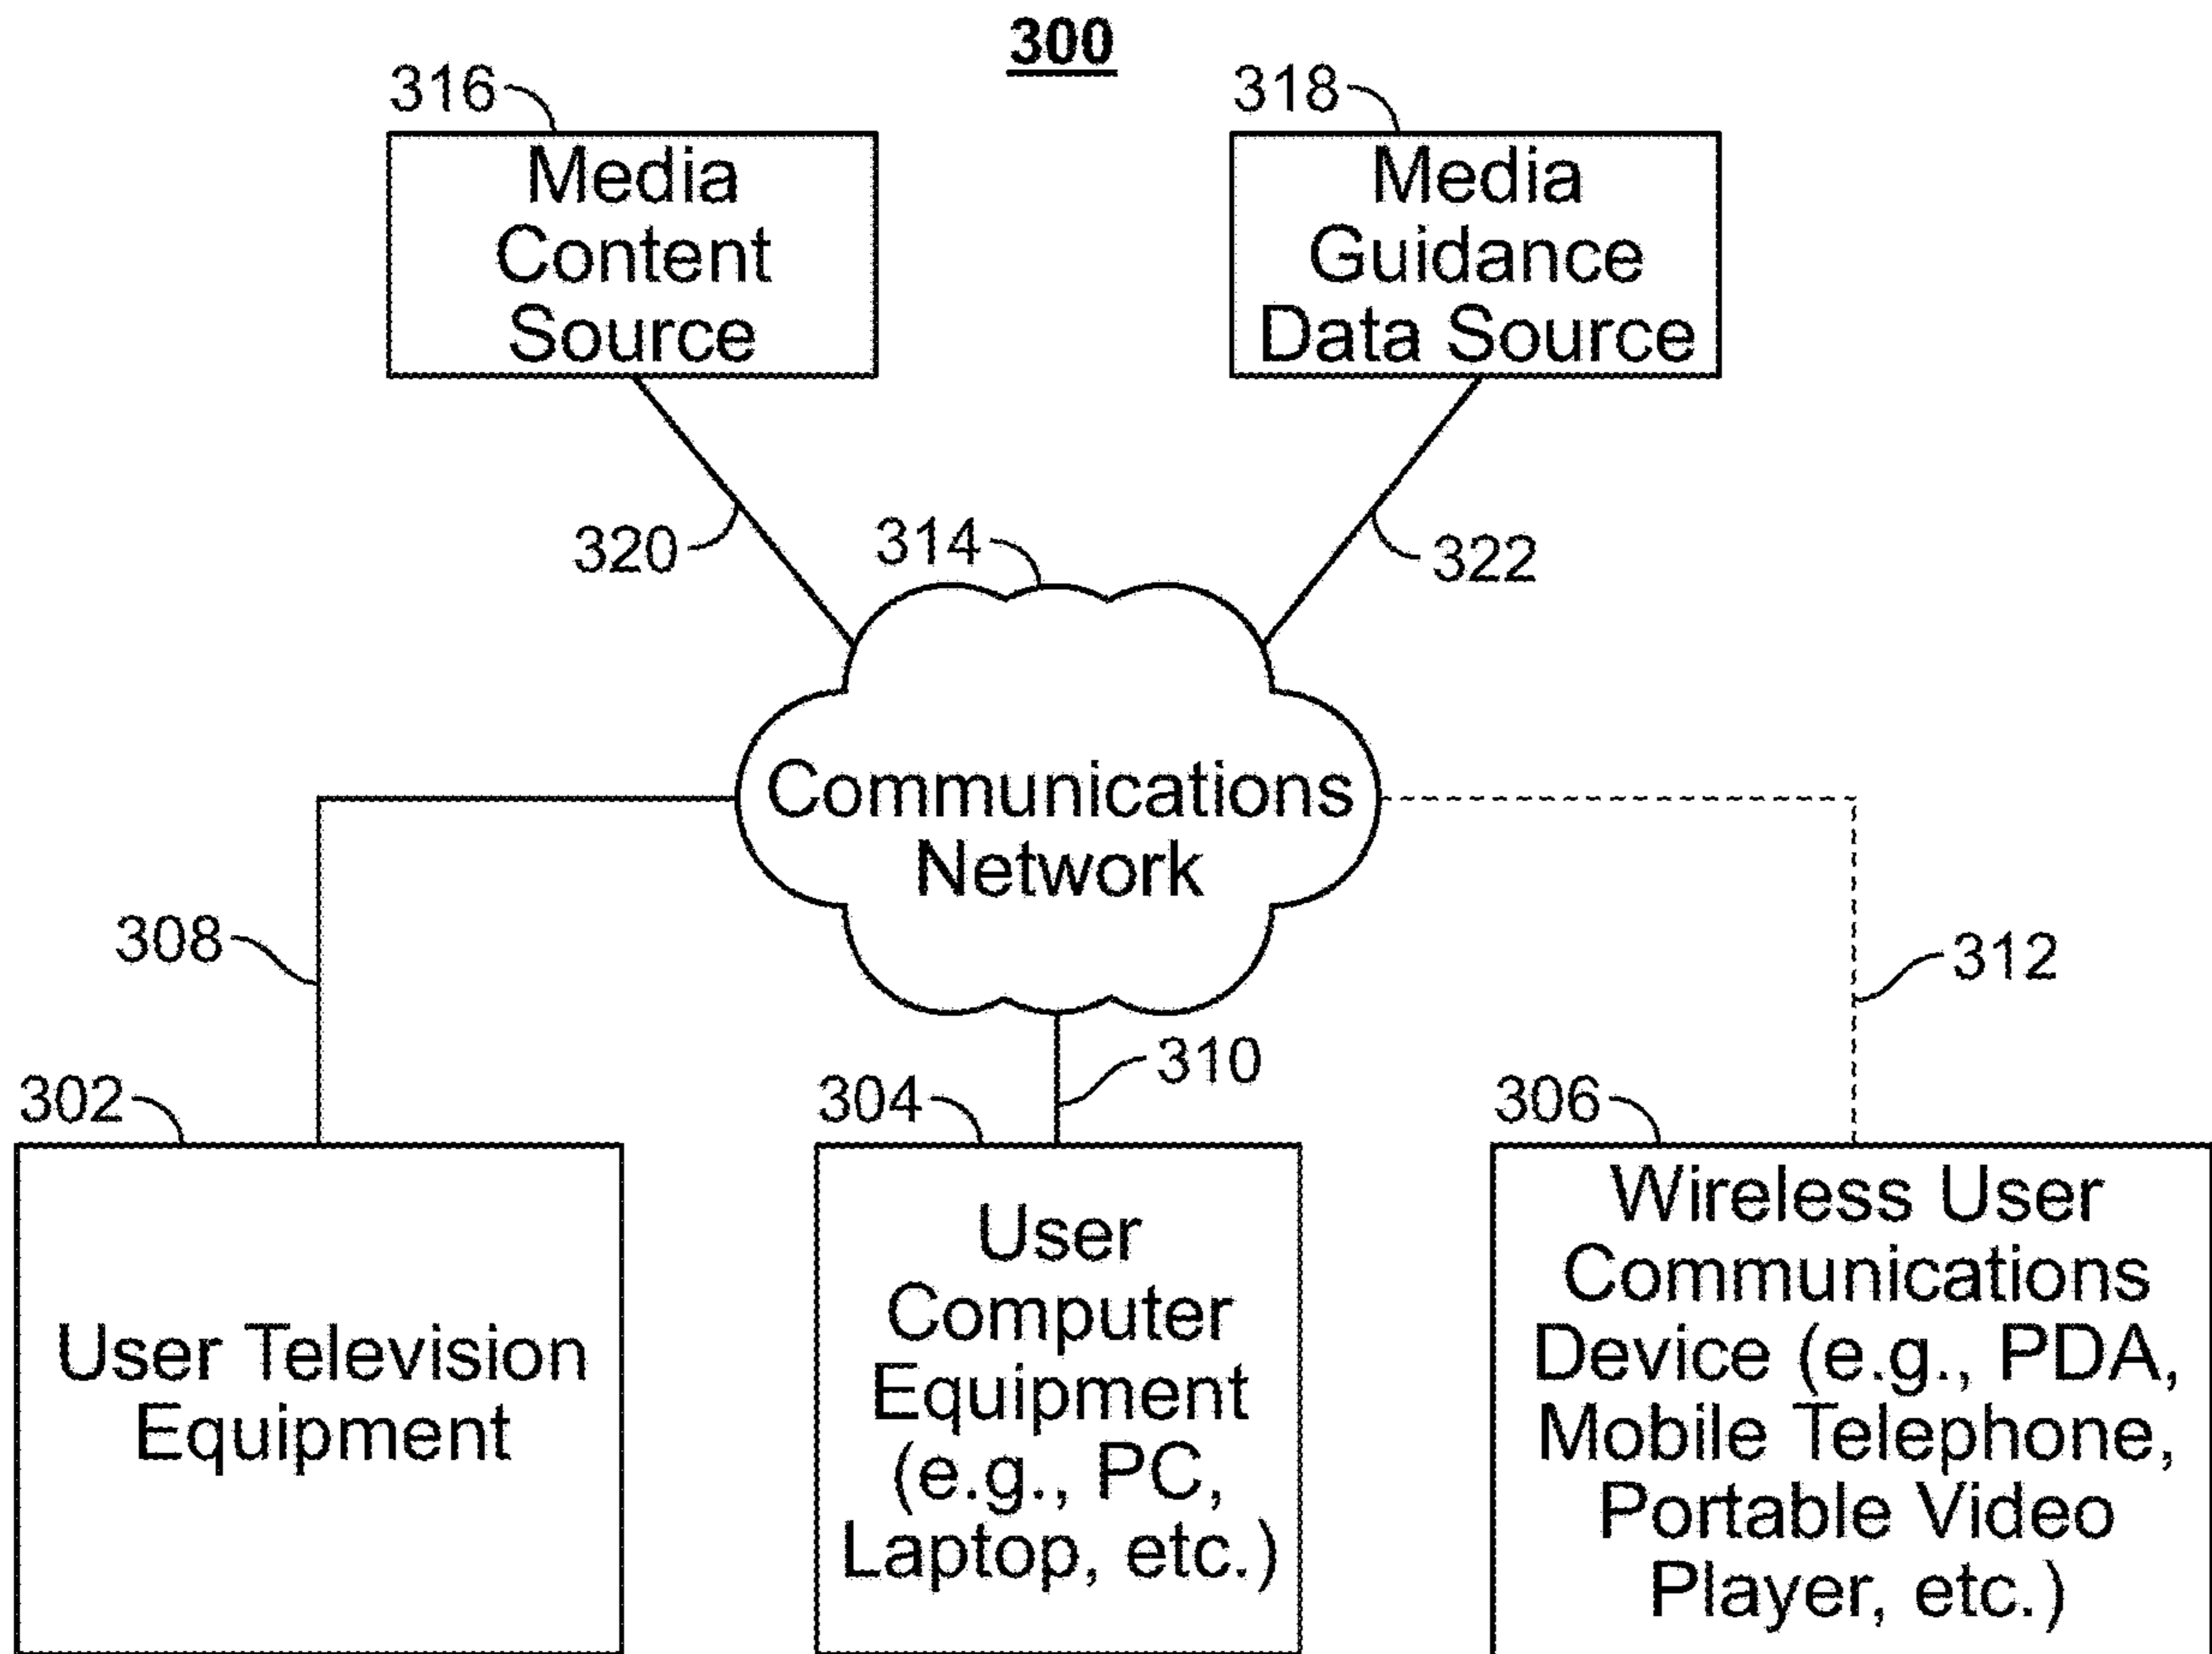 300
316
318
Media
Content
Source
Media
Guidance
Data Source
320
314
322
Communications
Network
308
312
310
302
304
306
User Television
Equipment
User
Computer
Equipment
(e.g., PC,
Laptop, etc.)
Wireless User
Communications
Device (e.g., PDA,
Mobile Telephone,
Portable Video
Player, etc.)